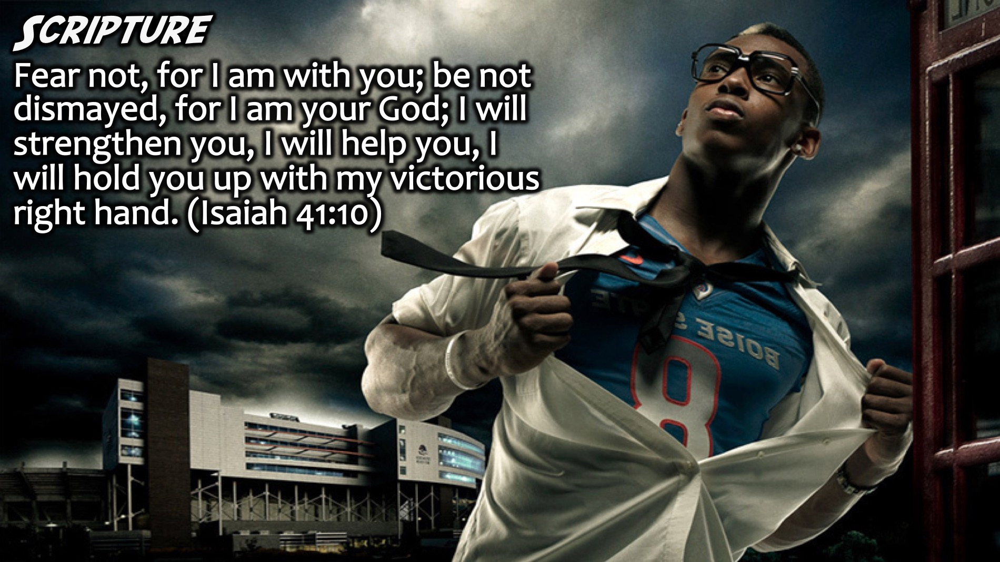 SCRIPTURE
Fear not, for I am with you; be not
dismayed, for I am your God; I will
strengthen you, I will help you, I
will hold you up with my victorious
right hand. (Isaiah 41:10)
BOISE
8